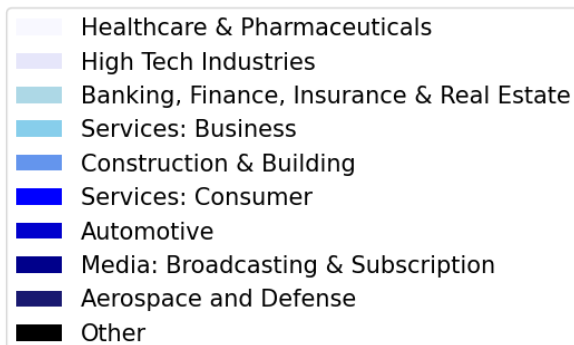 Healthcare & Pharmaceuticals
High Tech Industries
Banking, Finance, Insurance & Real Estate
Services: Business
Construction & Building
Services: Consumer
Automotive
Media: Broadcasting & Subscription
Aerospace and Defense
Other